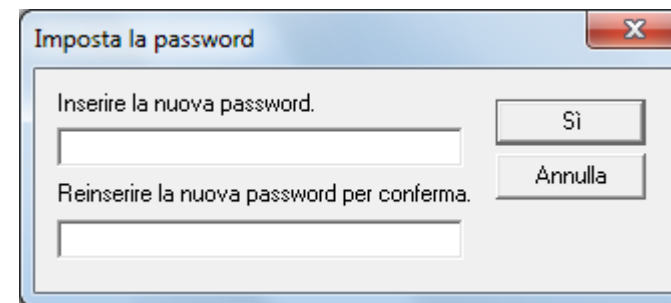 Imposta la password
Inserire la nuova password.
Sì
Annulla
Reinserire la nuova password per conferma.